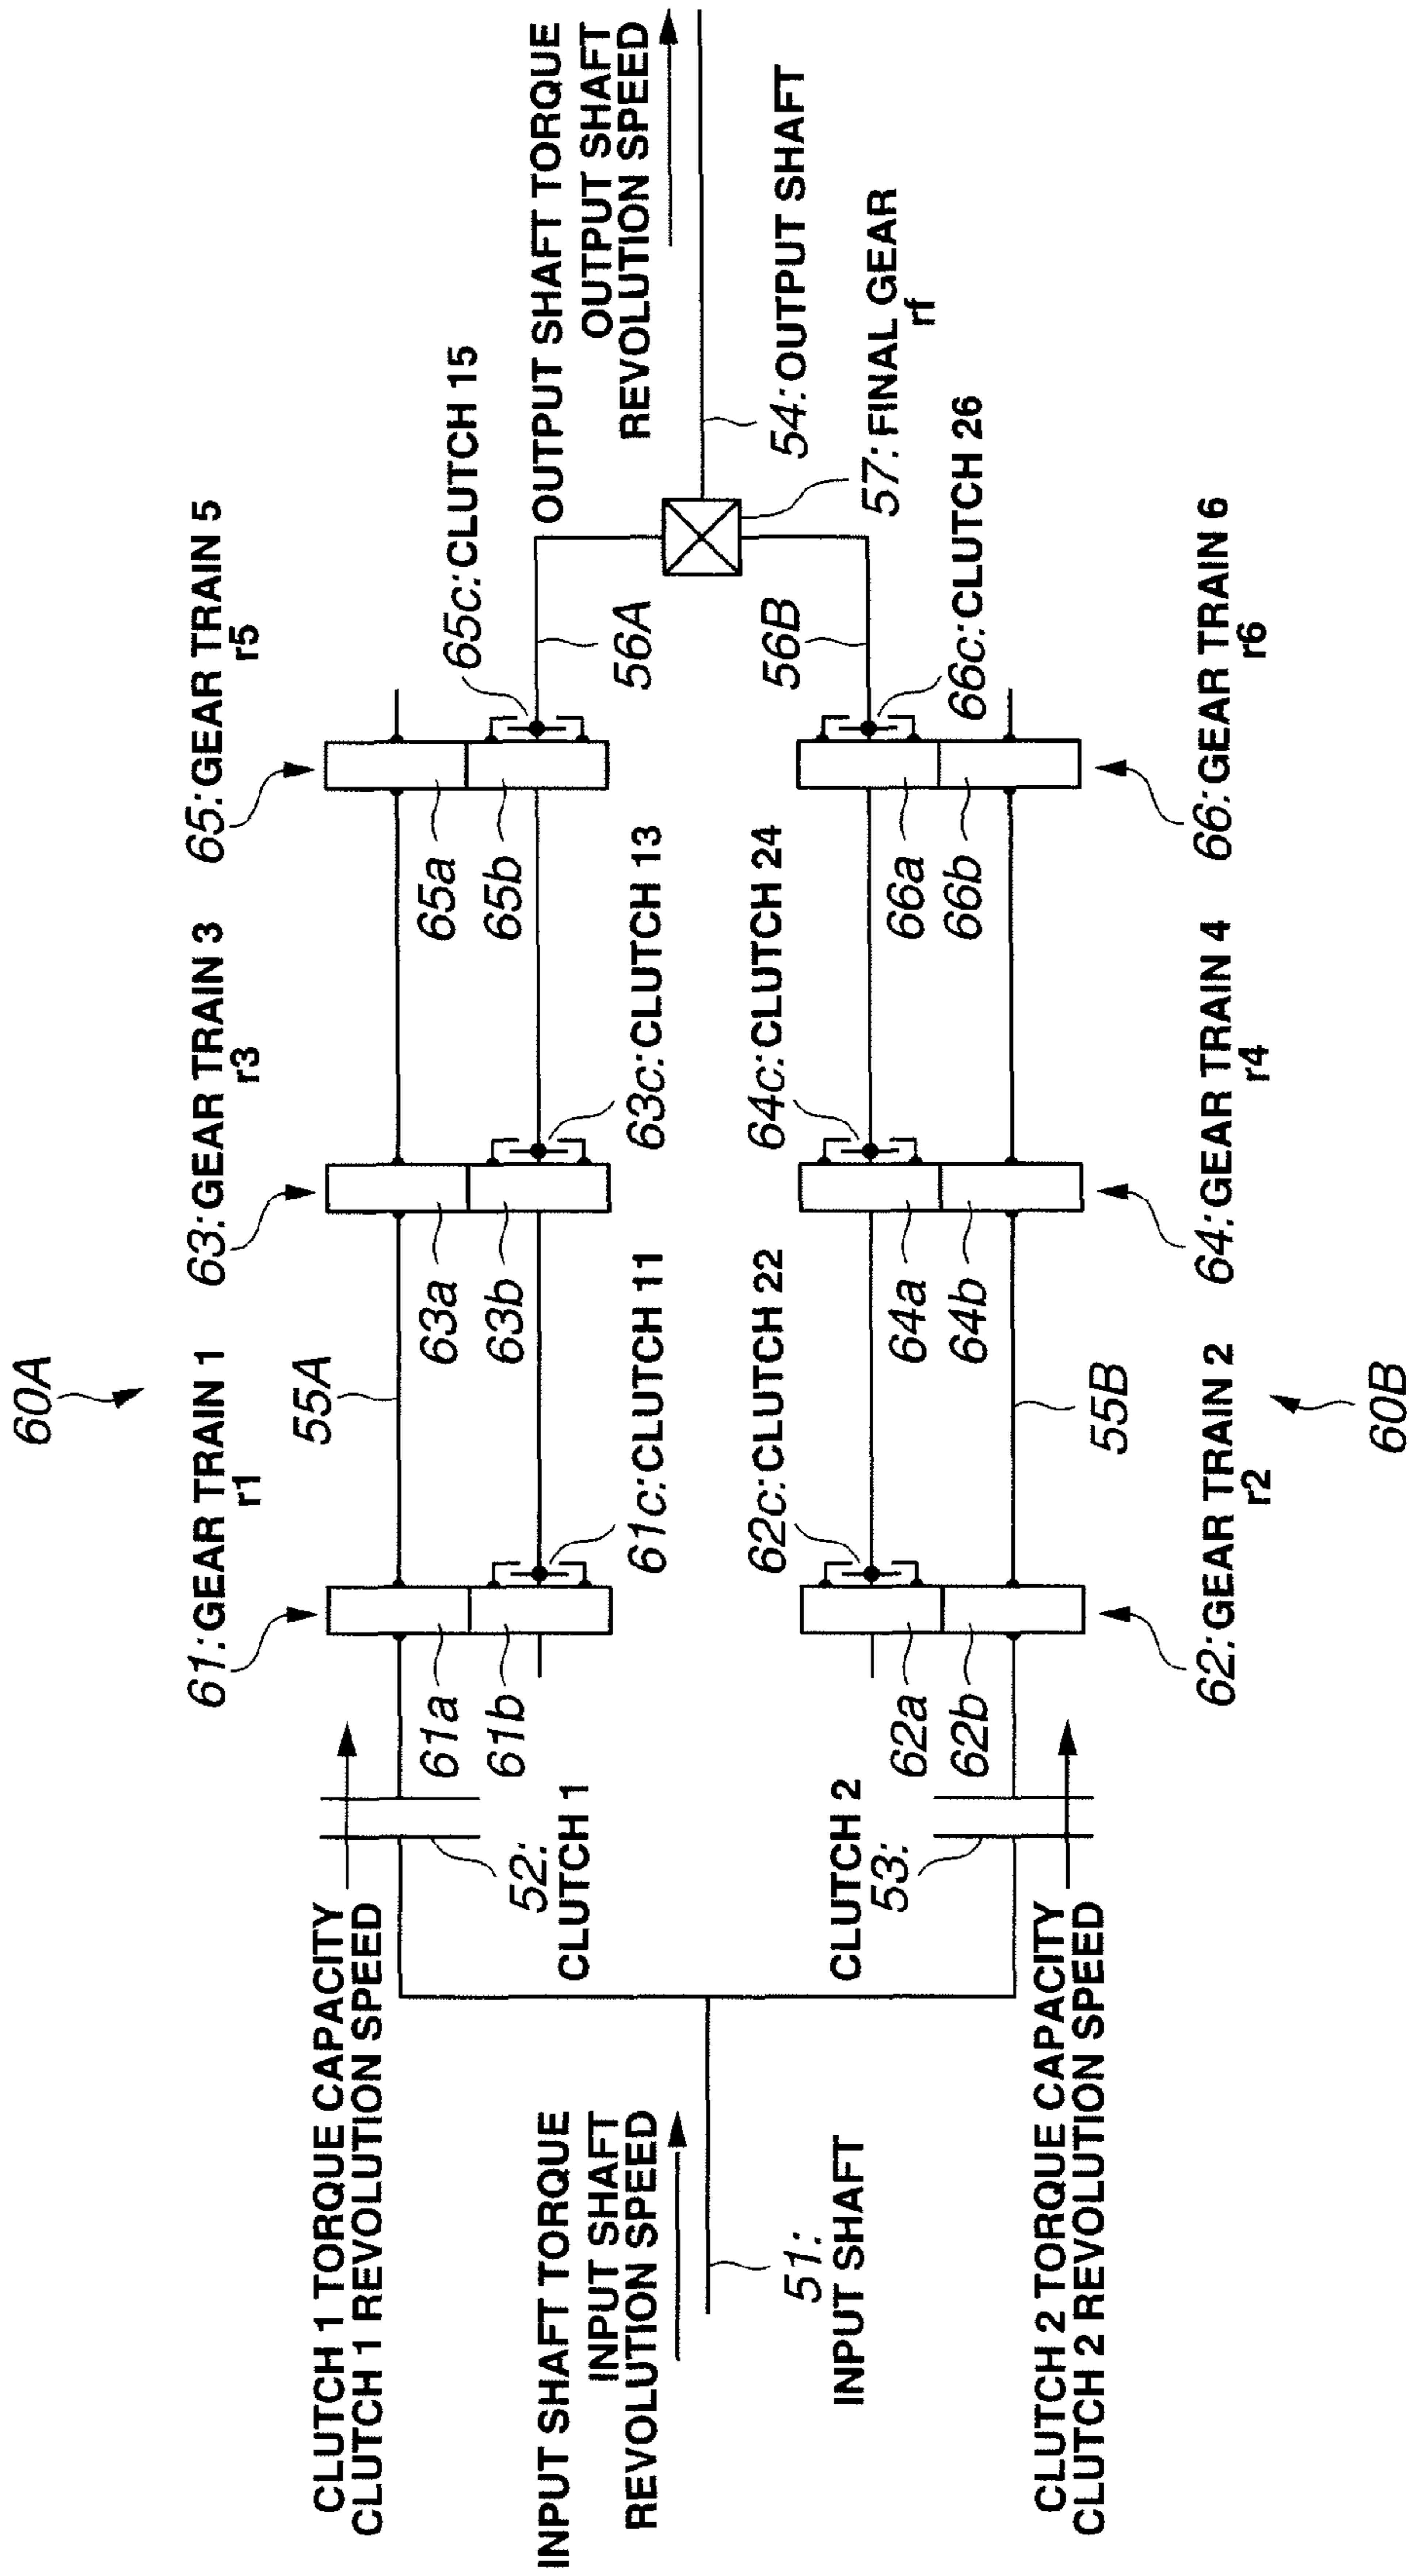 60A
61: GEAR TRAIN 1
r1
63: GEAR TRAIN 3
r3
65: GEAR TRAIN 5
r5
CLUTCH 1 TORQUE CAPACITY
CLUTCH 1 REVOLUTION SPEED
55A
61a
61b
63a
63b
65a
65b
65c: CLUTCH 15
52:
CLUTCH 1
61c: CLUTCH 11
63c: CLUTCH 13
56A
OUTPUT SHAFT TORQUE
OUTPUT SHAFT
REVOLUTION SPEED
INPUT SHAFT TORQUE
INPUT SHAFT
REVOLUTION SPEED
51:
INPUT SHAFT
54: OUTPUT SHAFT
57: FINAL GEAR
rf
CLUTCH 2
53:
62c: CLUTCH 22
64c: CLUTCH 24
56B
66c: CLUTCH 26
62a
62b
64a
64b
66a
66b
55B
CLUTCH 2 TORQUE CAPACITY
CLUTCH 2 REVOLUTION SPEED
62: GEAR TRAIN 2
r2
64: GEAR TRAIN 4
r4
66: GEAR TRAIN 6
r6
60B